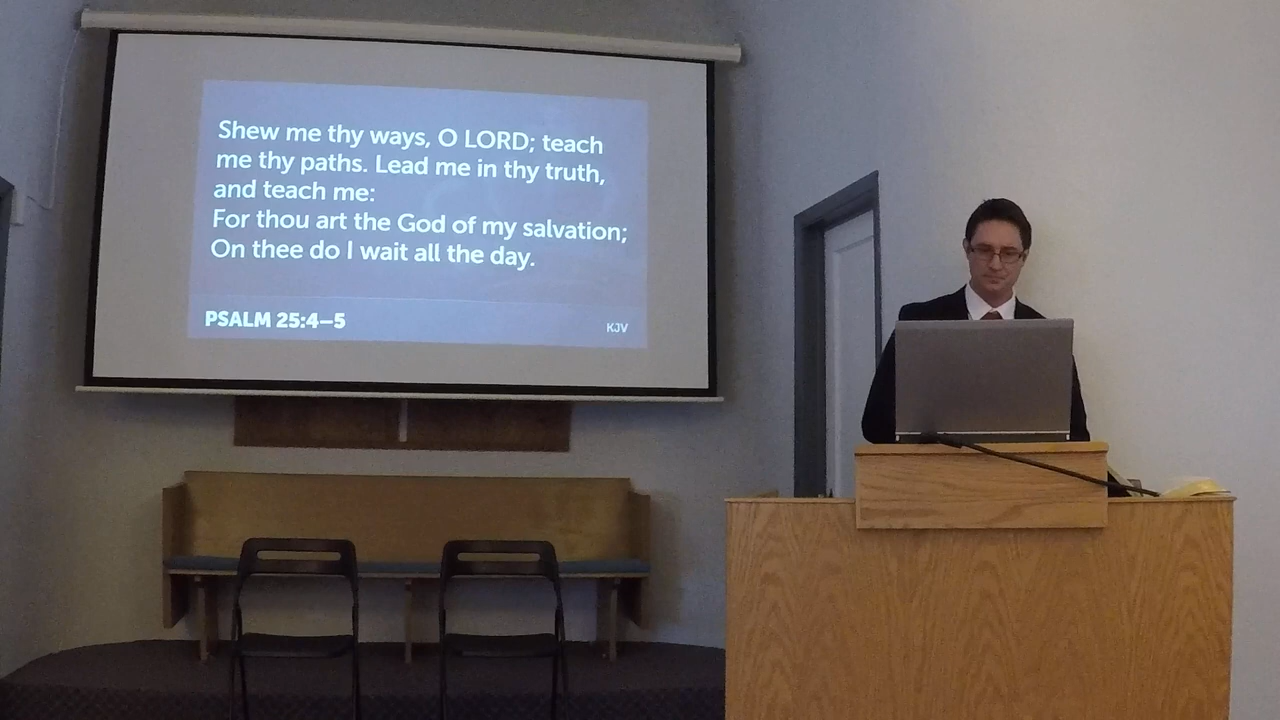 Shew me thy ways, O LORD; teach
me thy paths. Lead me in thy truth,
and teach me:
For thou art the God of my salvation;
On thee do I wait all the day.
PSALM 25:4–5
KJV